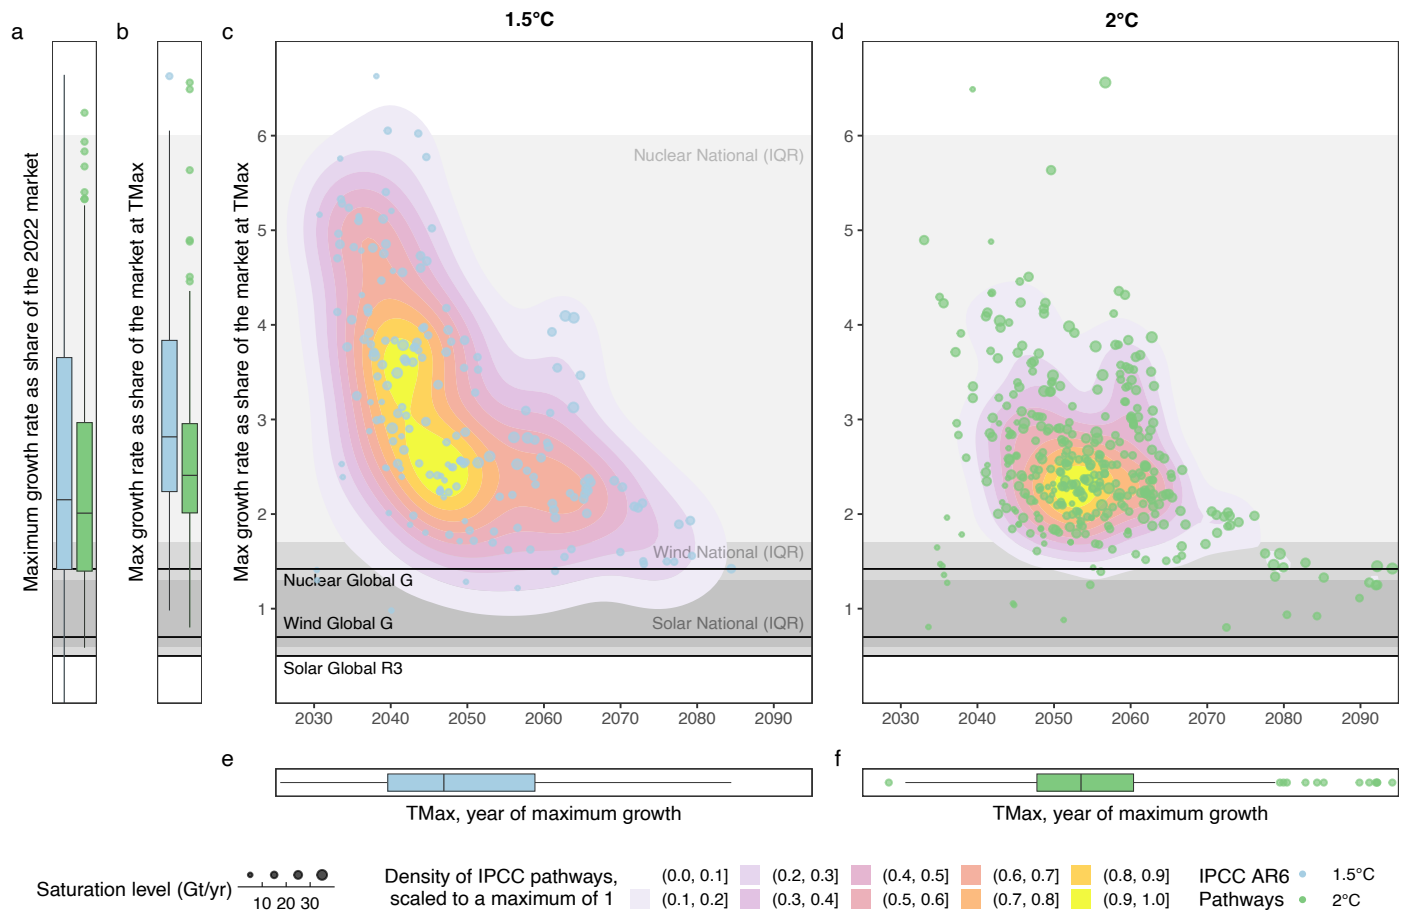 1.5°C
2°C
a
b
c
d
Maximum growth rate as share of the 2022 market
Max growth rate as share of the market at TMax
Max growth rate as share of the market at TMax
6
5
4
3
2
1
Nuclear National (IQR)
Wind National (IQR)
Nuclear Global G
Wind Global G
Solar National (IQR)
Solar Global R3
2030 2040 2050 2060 2070 2080 2090
6
5
4
3
2
1
2030 2040 2050 2060 2070 2080 2090
e
f
TMax, year of maximum growth
TMax, year of maximum growth
Saturation level (Gt/yr)
10 20 30
Density of IPCC pathways,
scaled to a maximum of 1
(0.0, 0.1] (0.2, 0.3] (0.4, 0.5] (0.6, 0.7] (0.8, 0.9]
(0.1, 0.2] (0.3, 0.4] (0.5, 0.6] (0.7, 0.8] (0.9, 1.0]
IPCC AR6
Pathways
1.5°C
2°C